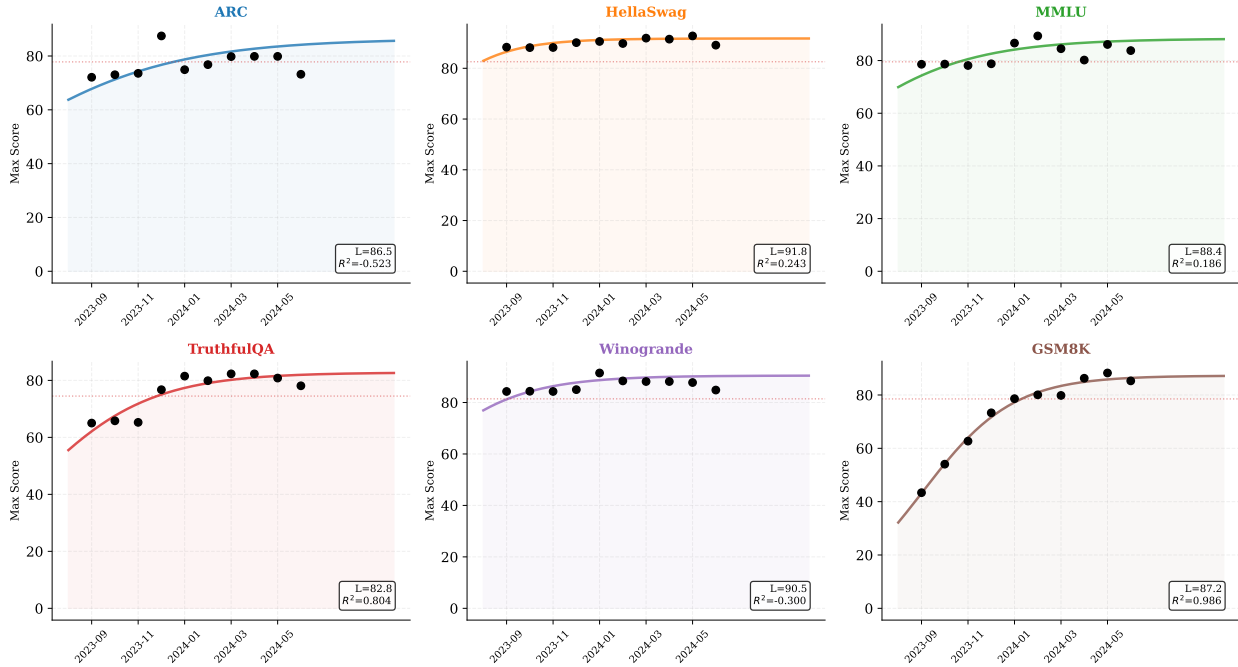 ARC
Max Score
80
60
40
20
0
L=86.5
R²=-0.523
2023-09
2023-11
2024-01
2024-03
2024-05
HellaSwag
Max Score
80
60
40
20
0
L=91.8
R²=0.243
2023-09
2023-11
2024-01
2024-03
2024-05
MMLU
Max Score
80
60
40
20
0
L=88.4
R²=0.186
2023-09
2023-11
2024-01
2024-03
2024-05
TruthfulQA
Max Score
80
60
40
20
0
L=82.8
R²=0.804
2023-09
2023-11
2024-01
2024-03
2024-05
Winogrande
Max Score
80
60
40
20
0
L=90.5
R²=-0.300
2023-09
2023-11
2024-01
2024-03
2024-05
GSM8K
Max Score
80
60
40
20
0
L=87.2
R²=0.986
2023-09
2023-11
2024-01
2024-03
2024-05